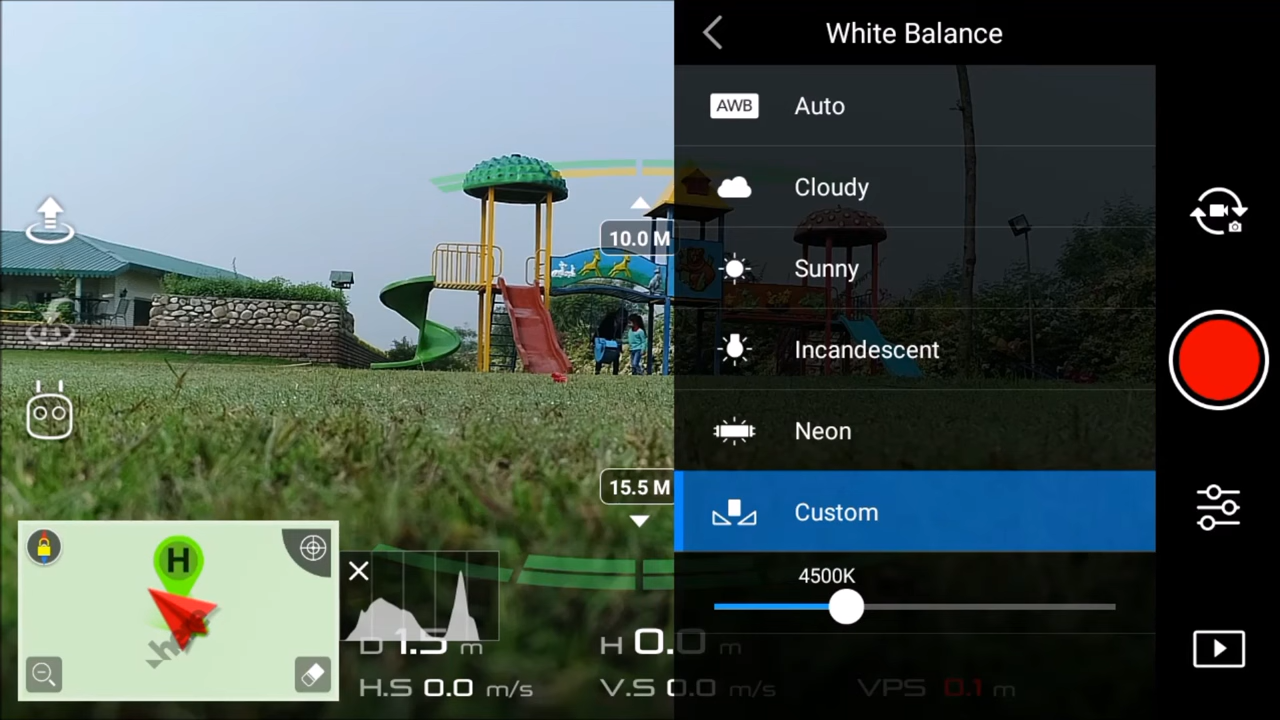 White Balance
AWB Auto
Cloudy
Sunny
10.0 M
Incandescent
Neon
15.5 M
Custom
4500K
H
D 1.5 m H 0.0 m
H.S 0.0 m/s V.S 0.0 m/s VPS 0.1 m